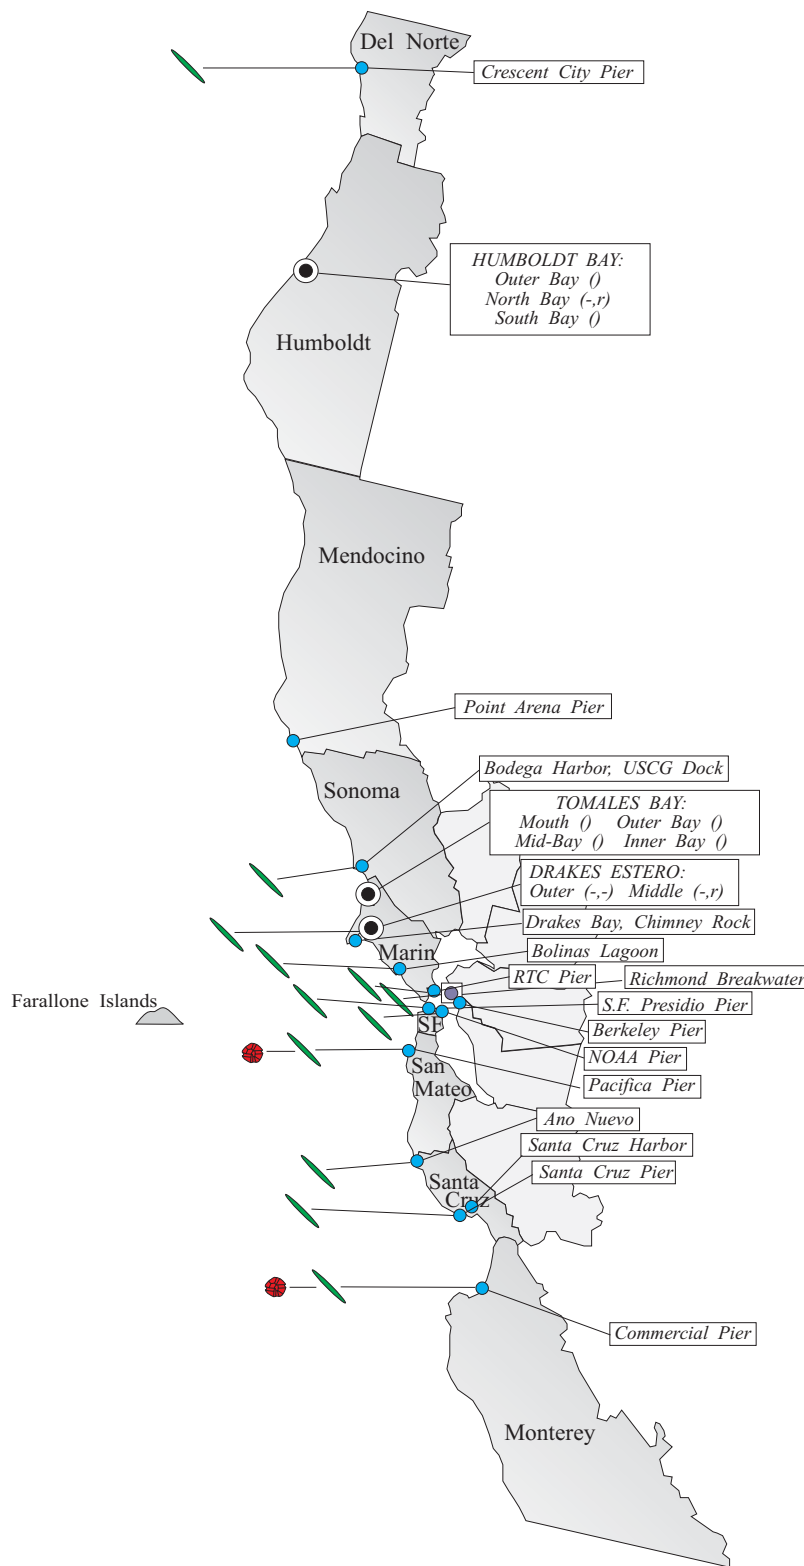 Del Norte
Crescent City Pier
HUMBOLDT BAY:
Outer Bay ()
North Bay (-,r)
South Bay ()
Humboldt
Mendocino
Point Arena Pier
Bodega Harbor, USCG Dock
Sonoma
TOMALES BAY:
Mouth () Outer Bay ()
Mid-Bay () Inner Bay ()
DRAKES ESTERO:
Outer (-,-) Middle (-,r)
Drakes Bay, Chimney Rock
Marin
Bolinas Lagoon
RTC Pier
Richmond Breakwater
Farallone Islands
S.F. Presidio Pier
SF
Berkeley Pier
NOAA Pier
San
Mateo
Pacifica Pier
Ano Nuevo
Santa Cruz Harbor
Santa
Cruz
Santa Cruz Pier
Commercial Pier
Monterey